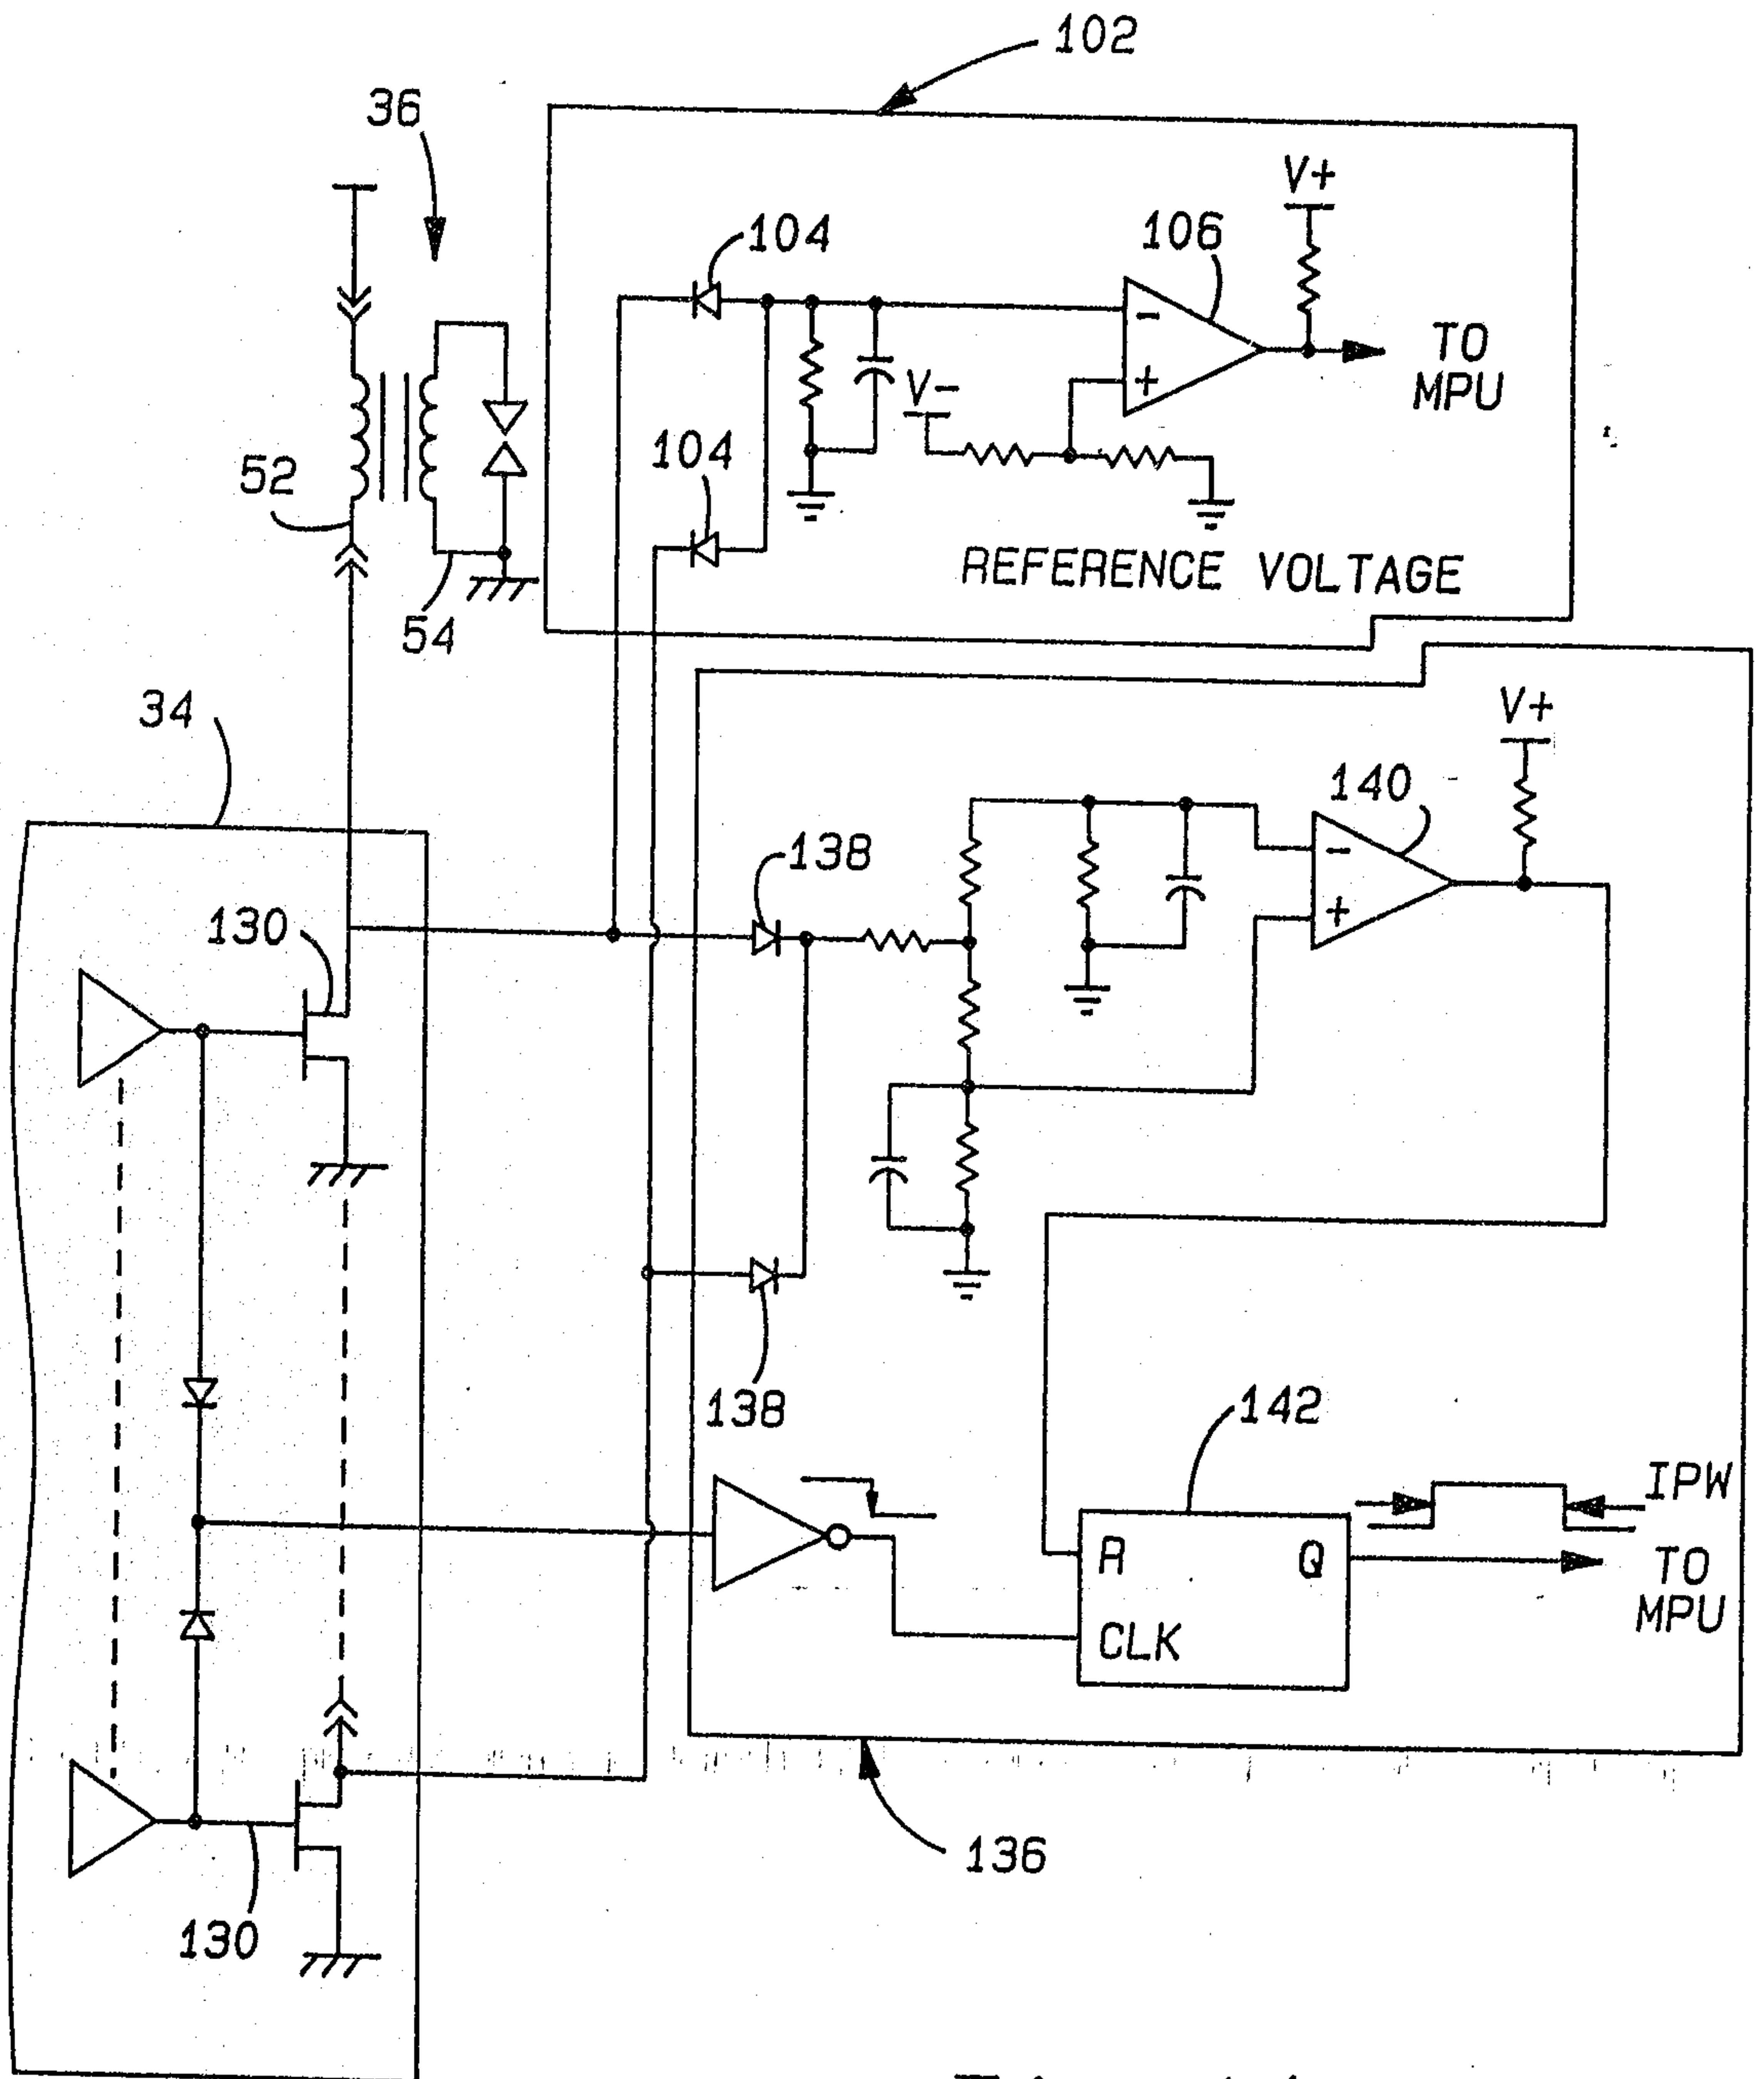 102
36
V+
104
106
-
TO
MPU
+
V-
104
52
REFERENCE VOLTAGE
54
34
V+
140
138
-
+
130
138
142
IPW
R
Q
TO
MPU
CLK
136
130